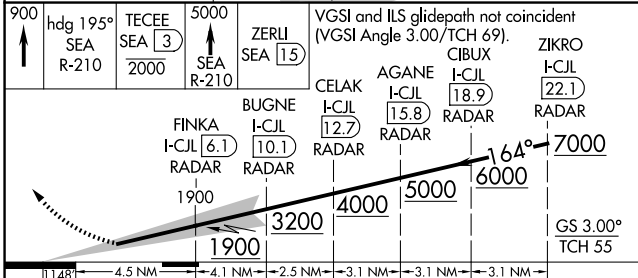 900
hdg 195°
SEA
R-210
TECEE
SEA 3
2000
5000
SEA
R-210
ZERLI
SEA 15
VGSI and ILS glidepath not coincident
(VGSI Angle 3.00/TCH 69).
ZIKRO
I-CJL
22.1
RADAR
CIBUX
I-CJL
18.9
RADAR
AGANE
I-CJL
15.8
RADAR
CELAK
I-CJL
12.7
RADAR
BUGNE
I-CJL
10.1
RADAR
FINKA
I-CJL 6.1
RADAR
1900
164°
7000
6000
5000
4000
3200
1900
GS 3.00°
TCH 55
1148'
4.5 NM
4.1 NM
2.5 NM
3.1 NM
3.1 NM
3.1 NM